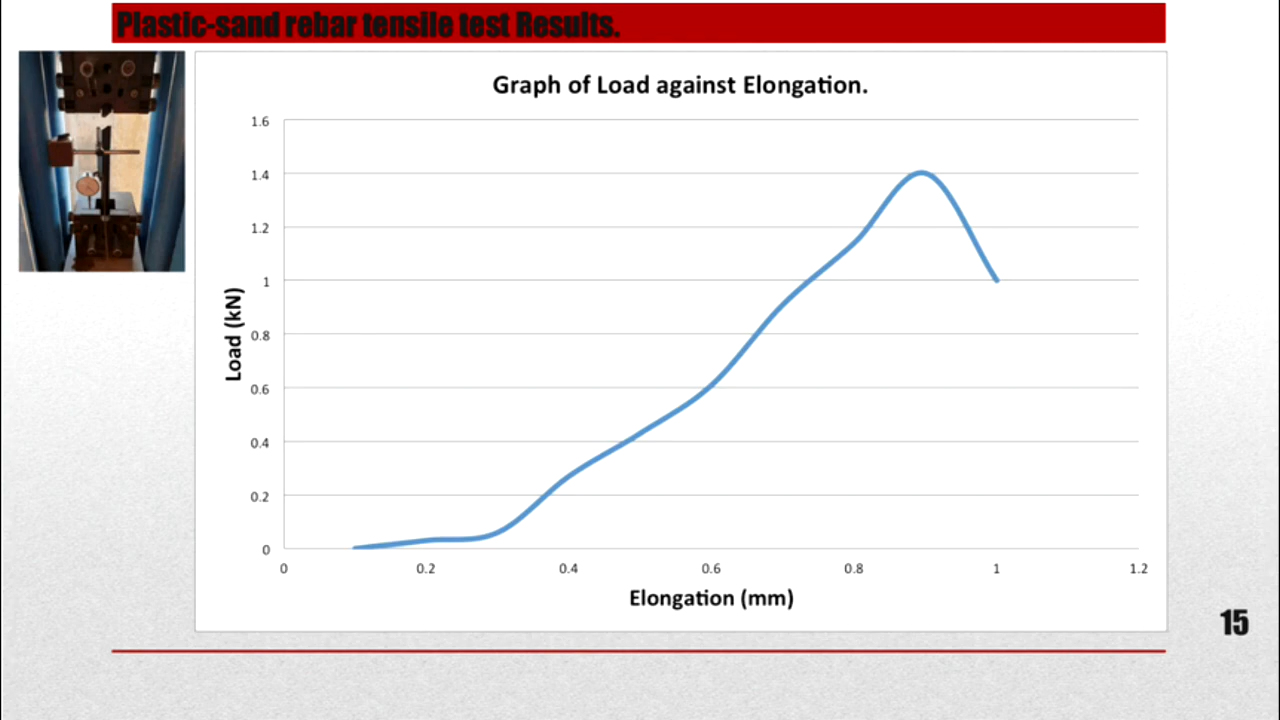 Plastic-sand rebar tensile test Results.
Graph of Load against Elongation.
1.6
1.4
1.2
1
0.8
0.6
0.4
0.2
0
Load (kN)
0 0.2 0.4 0.6 0.8 1 1.2
Elongation (mm)
15